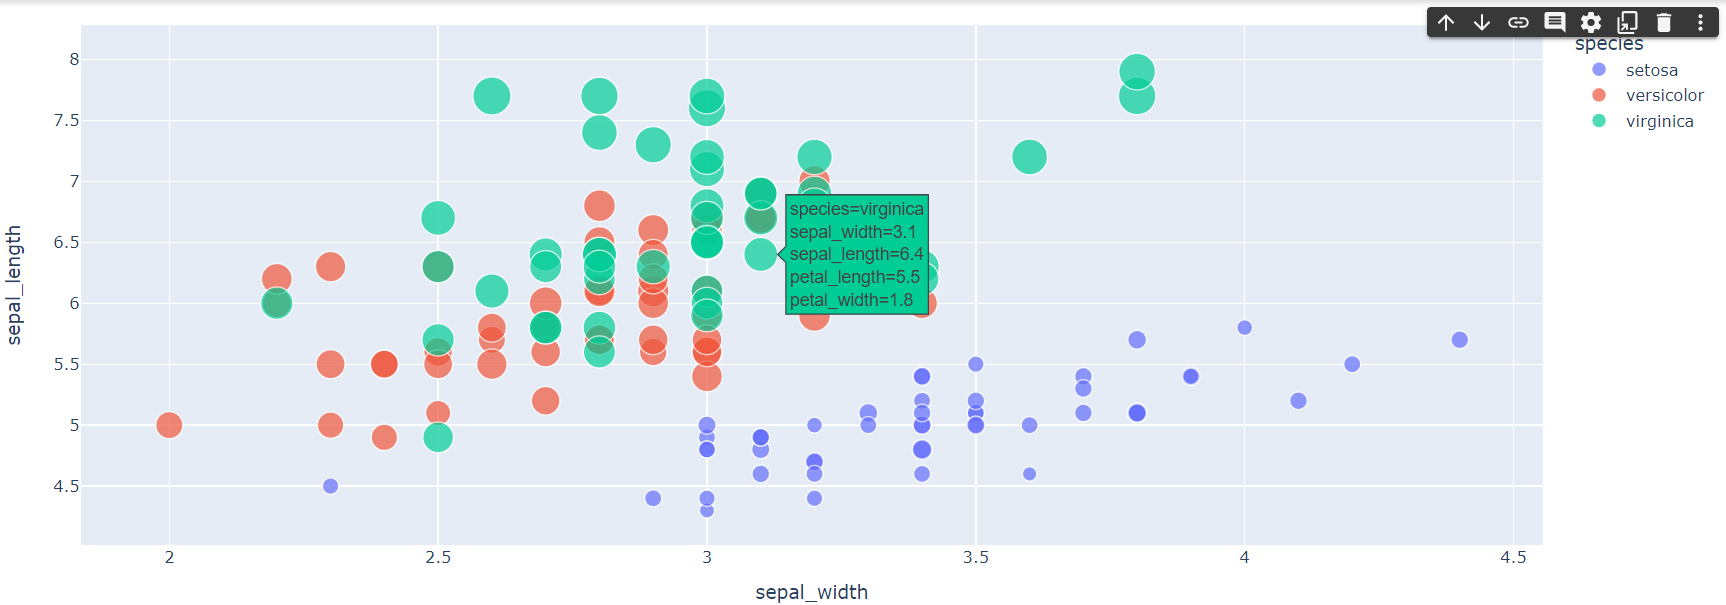 species
setosa
versicolor
virginica
8
7.5
7
6.5
6
5.5
5
4.5
sepal_length
species=virginica
sepal_width=3.1
sepal_length=6.4
petal_length=5.5
petal_width=1.8
2
2.5
3
3.5
4
4.5
sepal_width